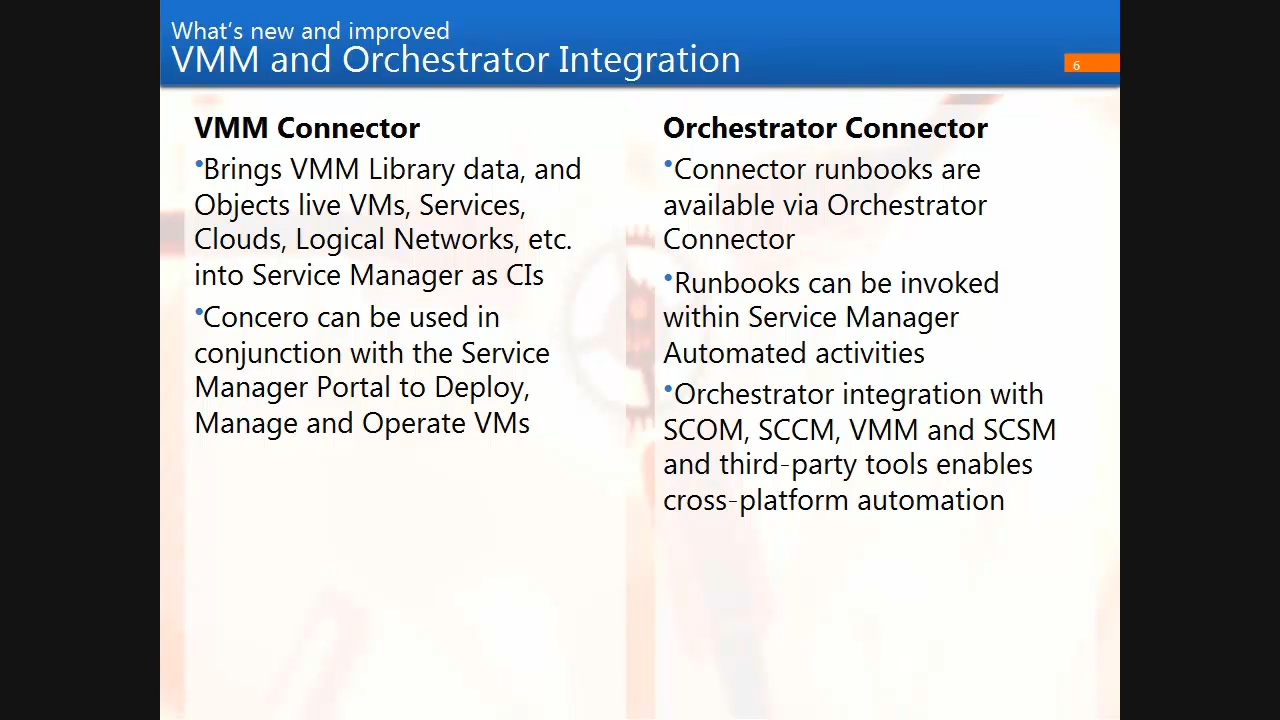 What's new and improved
VMM and Orchestrator Integration
6
VMM Connector
•Brings VMM Library data, and
Objects live VMs, Services,
Clouds, Logical Networks, etc.
into Service Manager as CIs
•Concero can be used in
conjunction with the Service
Manager Portal to Deploy,
Manage and Operate VMs
Orchestrator Connector
•Connector runbooks are
available via Orchestrator
Connector
•Runbooks can be invoked
within Service Manager
Automated activities
•Orchestrator integration with
SCOM, SCCM, VMM and SCSM
and third-party tools enables
cross-platform automation